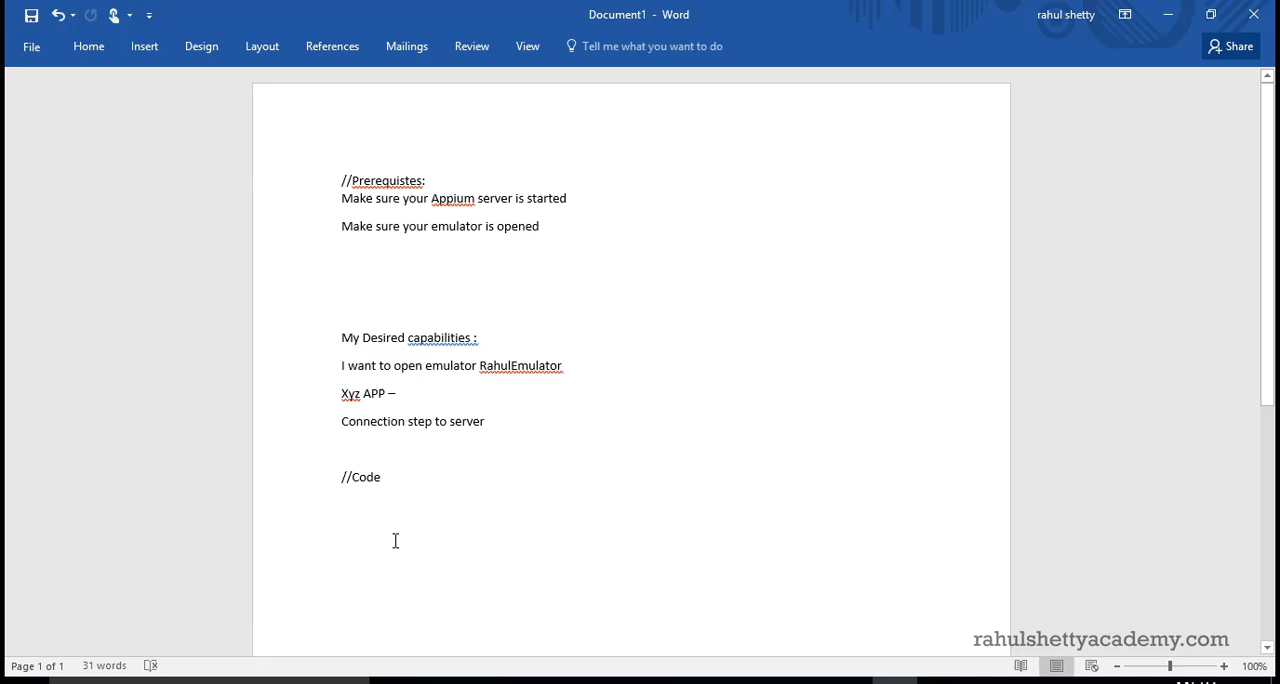 Document1 - Word
rahul shetty
File Home Insert Design Layout References Mailings Review View Tell me what you want to do
Share
//Prerequistes:
Make sure your Appium server is started
Make sure your emulator is opened
My Desired capabilities :
I want to open emulator RahulEmulator
Xyz APP –
Connection step to server
//Code
rahulshettyacademy.com
Page 1 of 1 31 words
100%